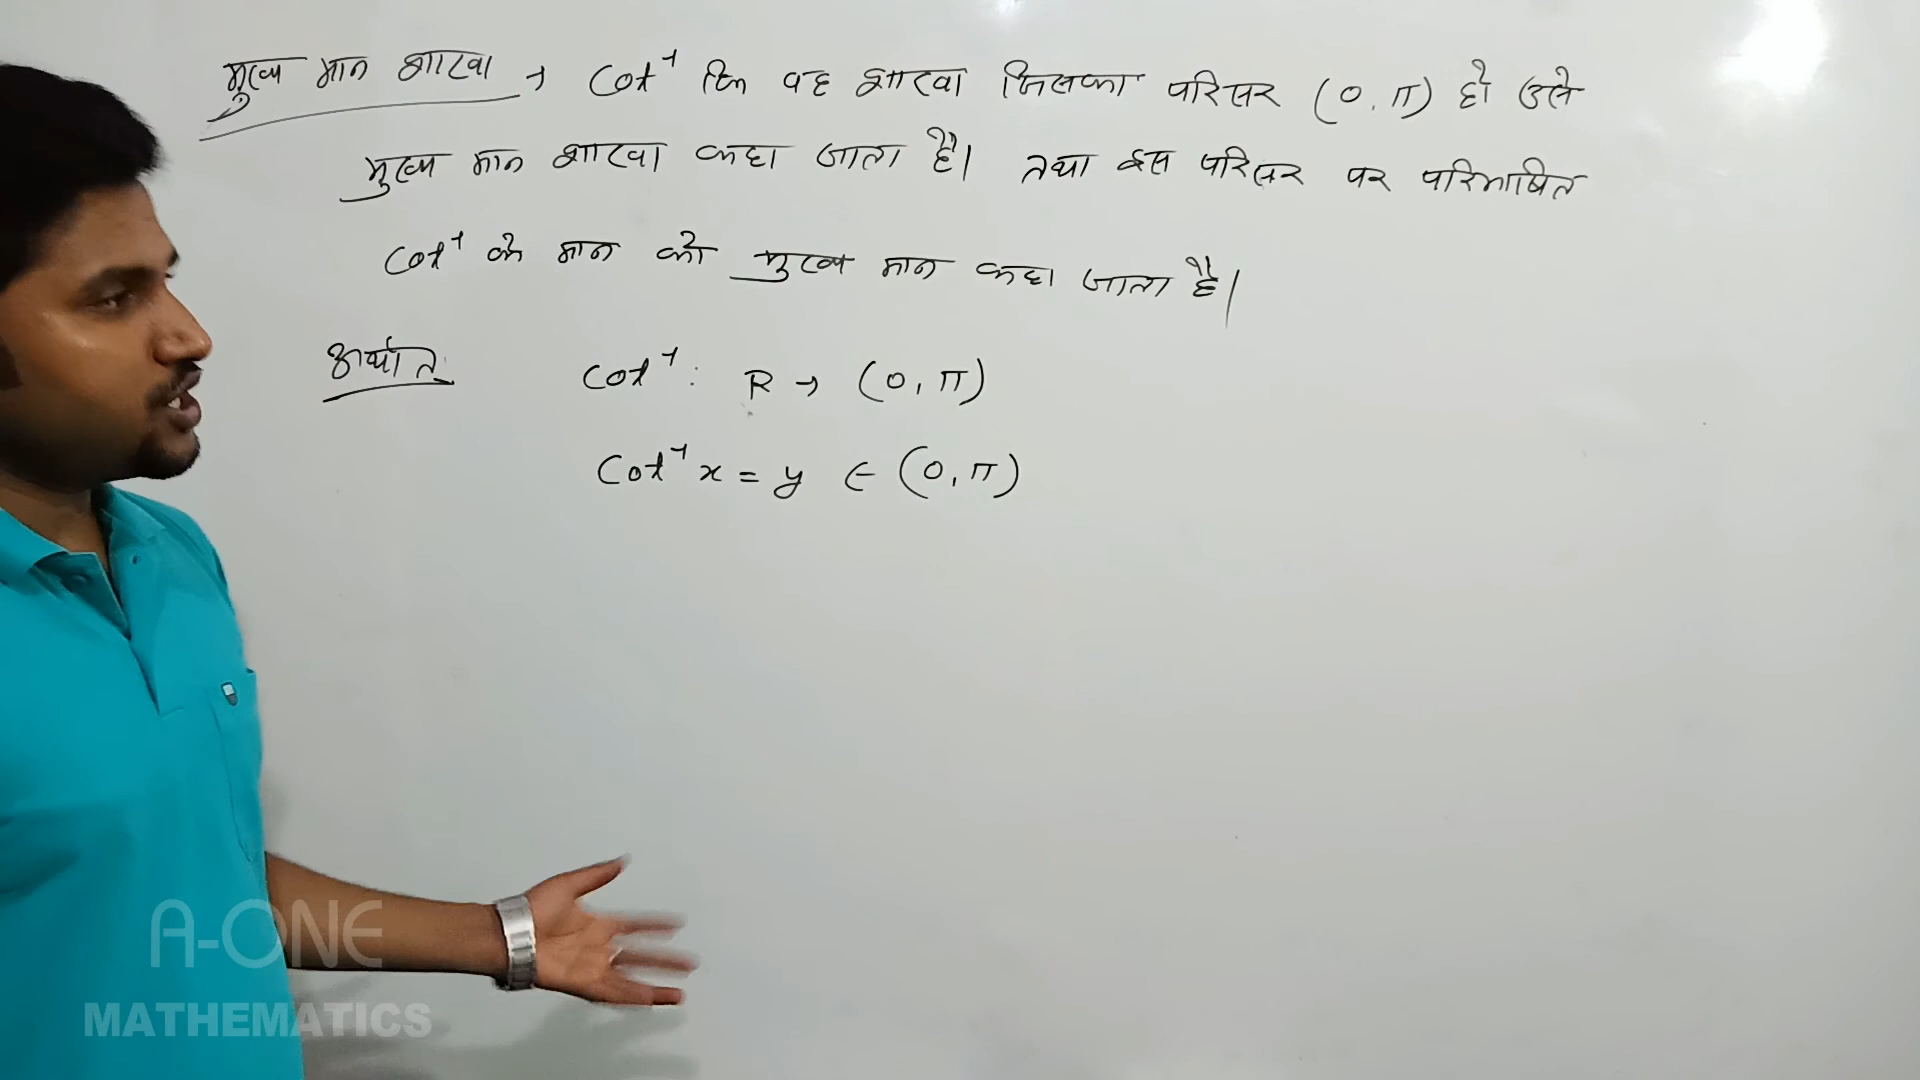 मुख्य मान शाखा → Cot⁻¹ कि वह शाखा जिसका परिसर (0, π) हो उसे
मुख्य मान शाखा कहा जाता है। तथा इस परिसर पर परिभाषित
Cot⁻¹ के मान को मुख्य मान कहा जाता है।
अर्थात् Cot⁻¹: R → (0, π)
Cot⁻¹ x = y ∈ (0, π)
A-ONE
MATHEMATICS